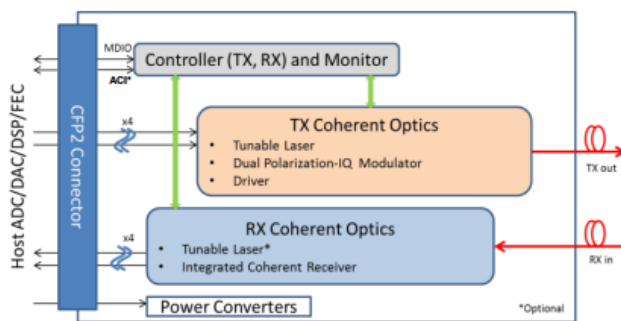 MDIO
Controller (TX, RX) and Monitor
ACI*
Host ADC/DAC/DSP/FEC
CFP2 Connector
x4
TX Coherent Optics
• Tunable Laser
• Dual Polarization-IQ Modulator
• Driver
TX out
x4
RX Coherent Optics
• Tunable Laser*
• Integrated Coherent Receiver
RX in
Power Converters
*Optional